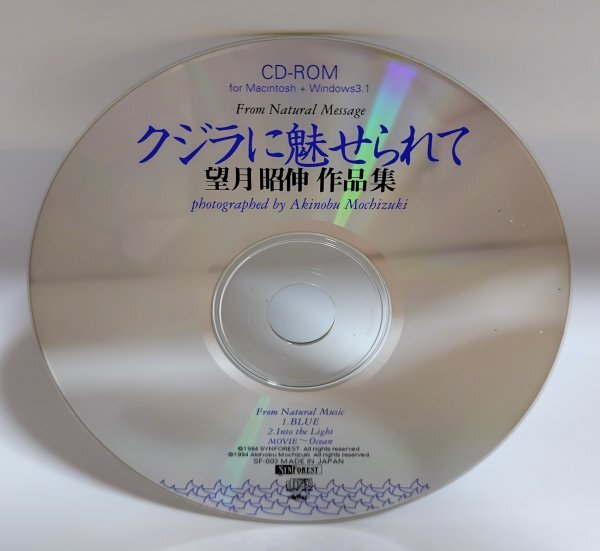 CD-ROM
for Macintosh + Windows3.1
From Natural Message
クジラに魅せられて
望月昭伸 作品集
photographed by Akinobu Mochizuki
From Natural Music
1.BLUE
2.Into the Light
MOVIE〜Ocean
©1994 SYNFOREST. All rights reserved
©1994 Akinobu Mochizuki All rights reserved
SF-003 MADE IN JAPAN
SYNFOREST